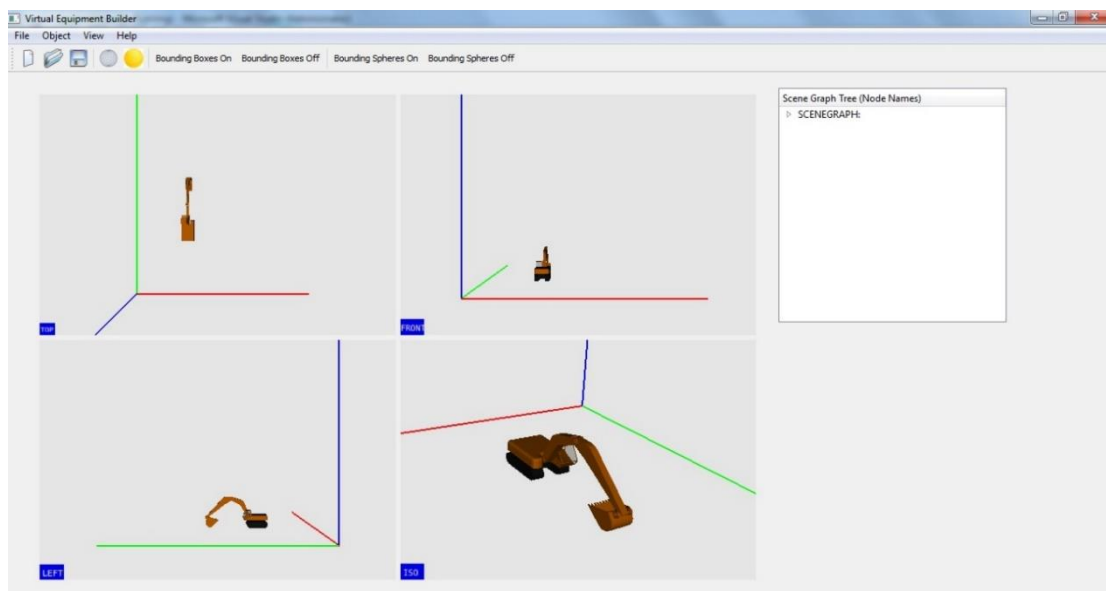 Virtual Equipment Builder
File Object View Help
Bounding Boxes On Bounding Boxes Off Bounding Spheres On Bounding Spheres Off
Scene Graph Tree (Node Names)
SCENEGRAPH:
TOP
FRONT
LEFT
ISO